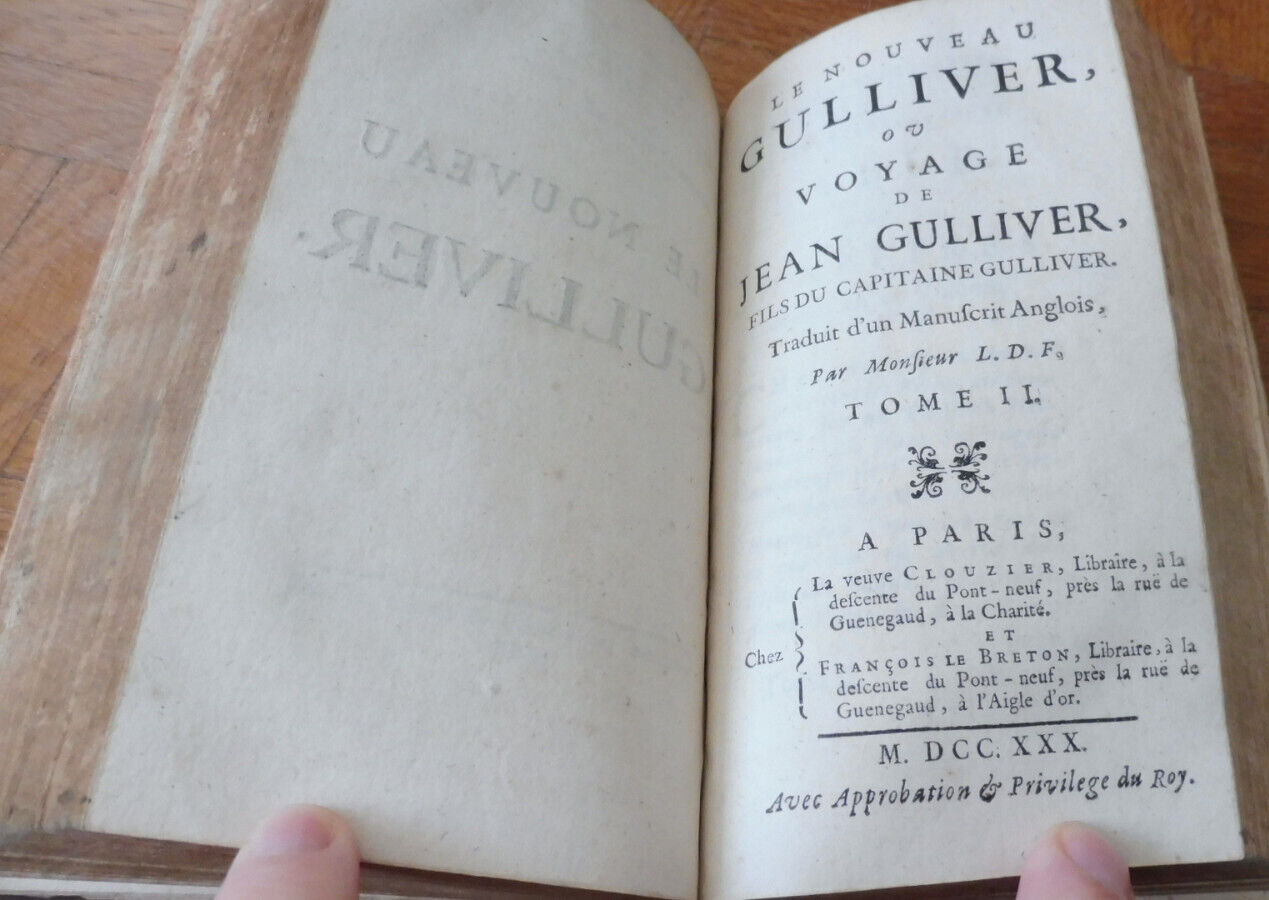 LE NOUVEAU
GULLIVER.
LE NOUVEAU
GULLIVER,
OU
VOYAGE
DE
JEAN GULLIVER,
FILS DU CAPITAINE GULLIVER.
Traduit d'un Manuſcrit Anglois,
Par Monſieur L. D. F.
TOME II.
A PARIS,
Chez
La veuve CLOUZIER, Libraire, à la
deſcente du Pont-neuf, près la ruë de
Guenegaud, à la Charité.
ET
FRANÇOIS LE BRETON, Libraire, à la
deſcente du Pont-neuf, près la ruë de
Guenegaud, à l'Aigle d'or.
M. DCC. XXX.
Avec Approbation & Privilege du Roy.